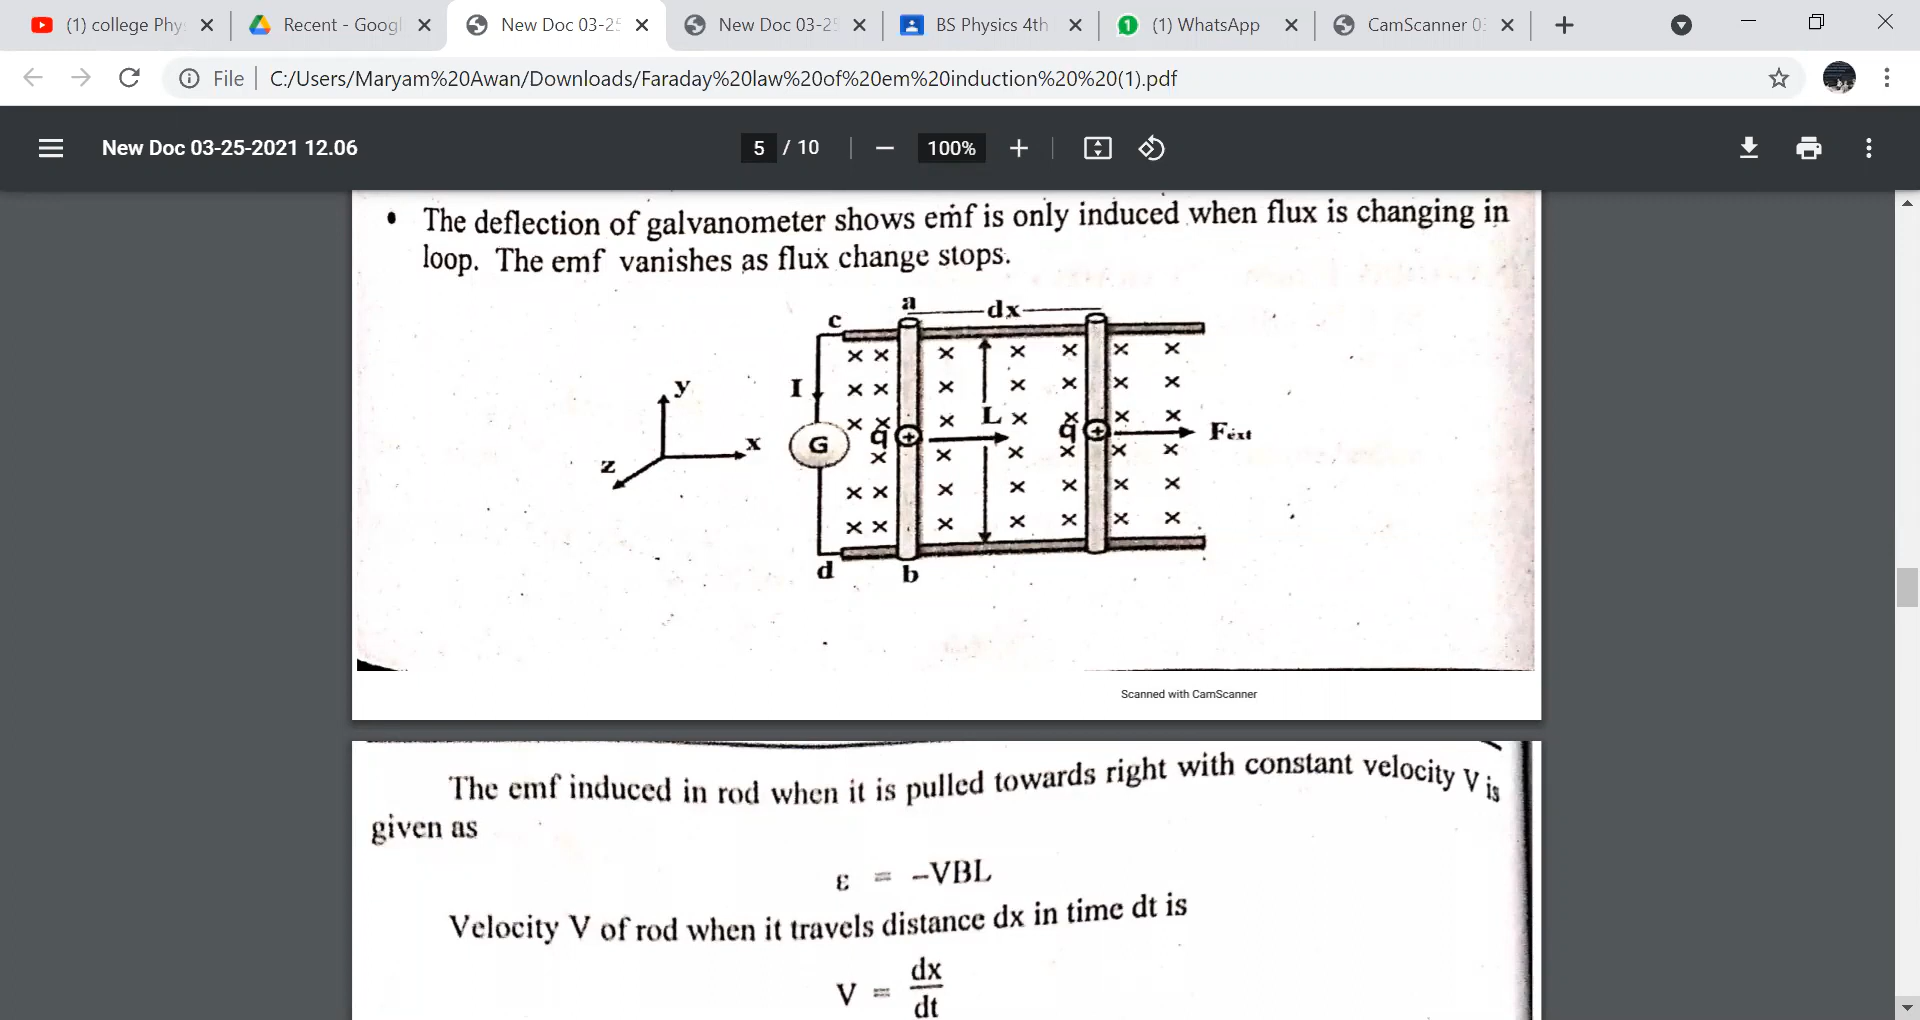 (1) college Phy
Recent - Googl
New Doc 03-25
New Doc 03-25
BS Physics 4th
(1) WhatsApp
CamScanner 03
File
C:/Users/Maryam%20Awan/Downloads/Faraday%20law%20of%20em%20induction%20%20(1).pdf
New Doc 03-25-2021 12.06
5 / 10
100%
• The deflection of galvanometer shows emf is only induced when flux is changing in
loop. The emf vanishes as flux change stops.
a
dx
c
y
I
L
x
G
q
q
Fext
z
d
b
Scanned with CamScanner
The emf induced in rod when it is pulled towards right with constant velocity V is
given as
ε = –VBL
Velocity V of rod when it travels distance dx in time dt is
V = dx
dt